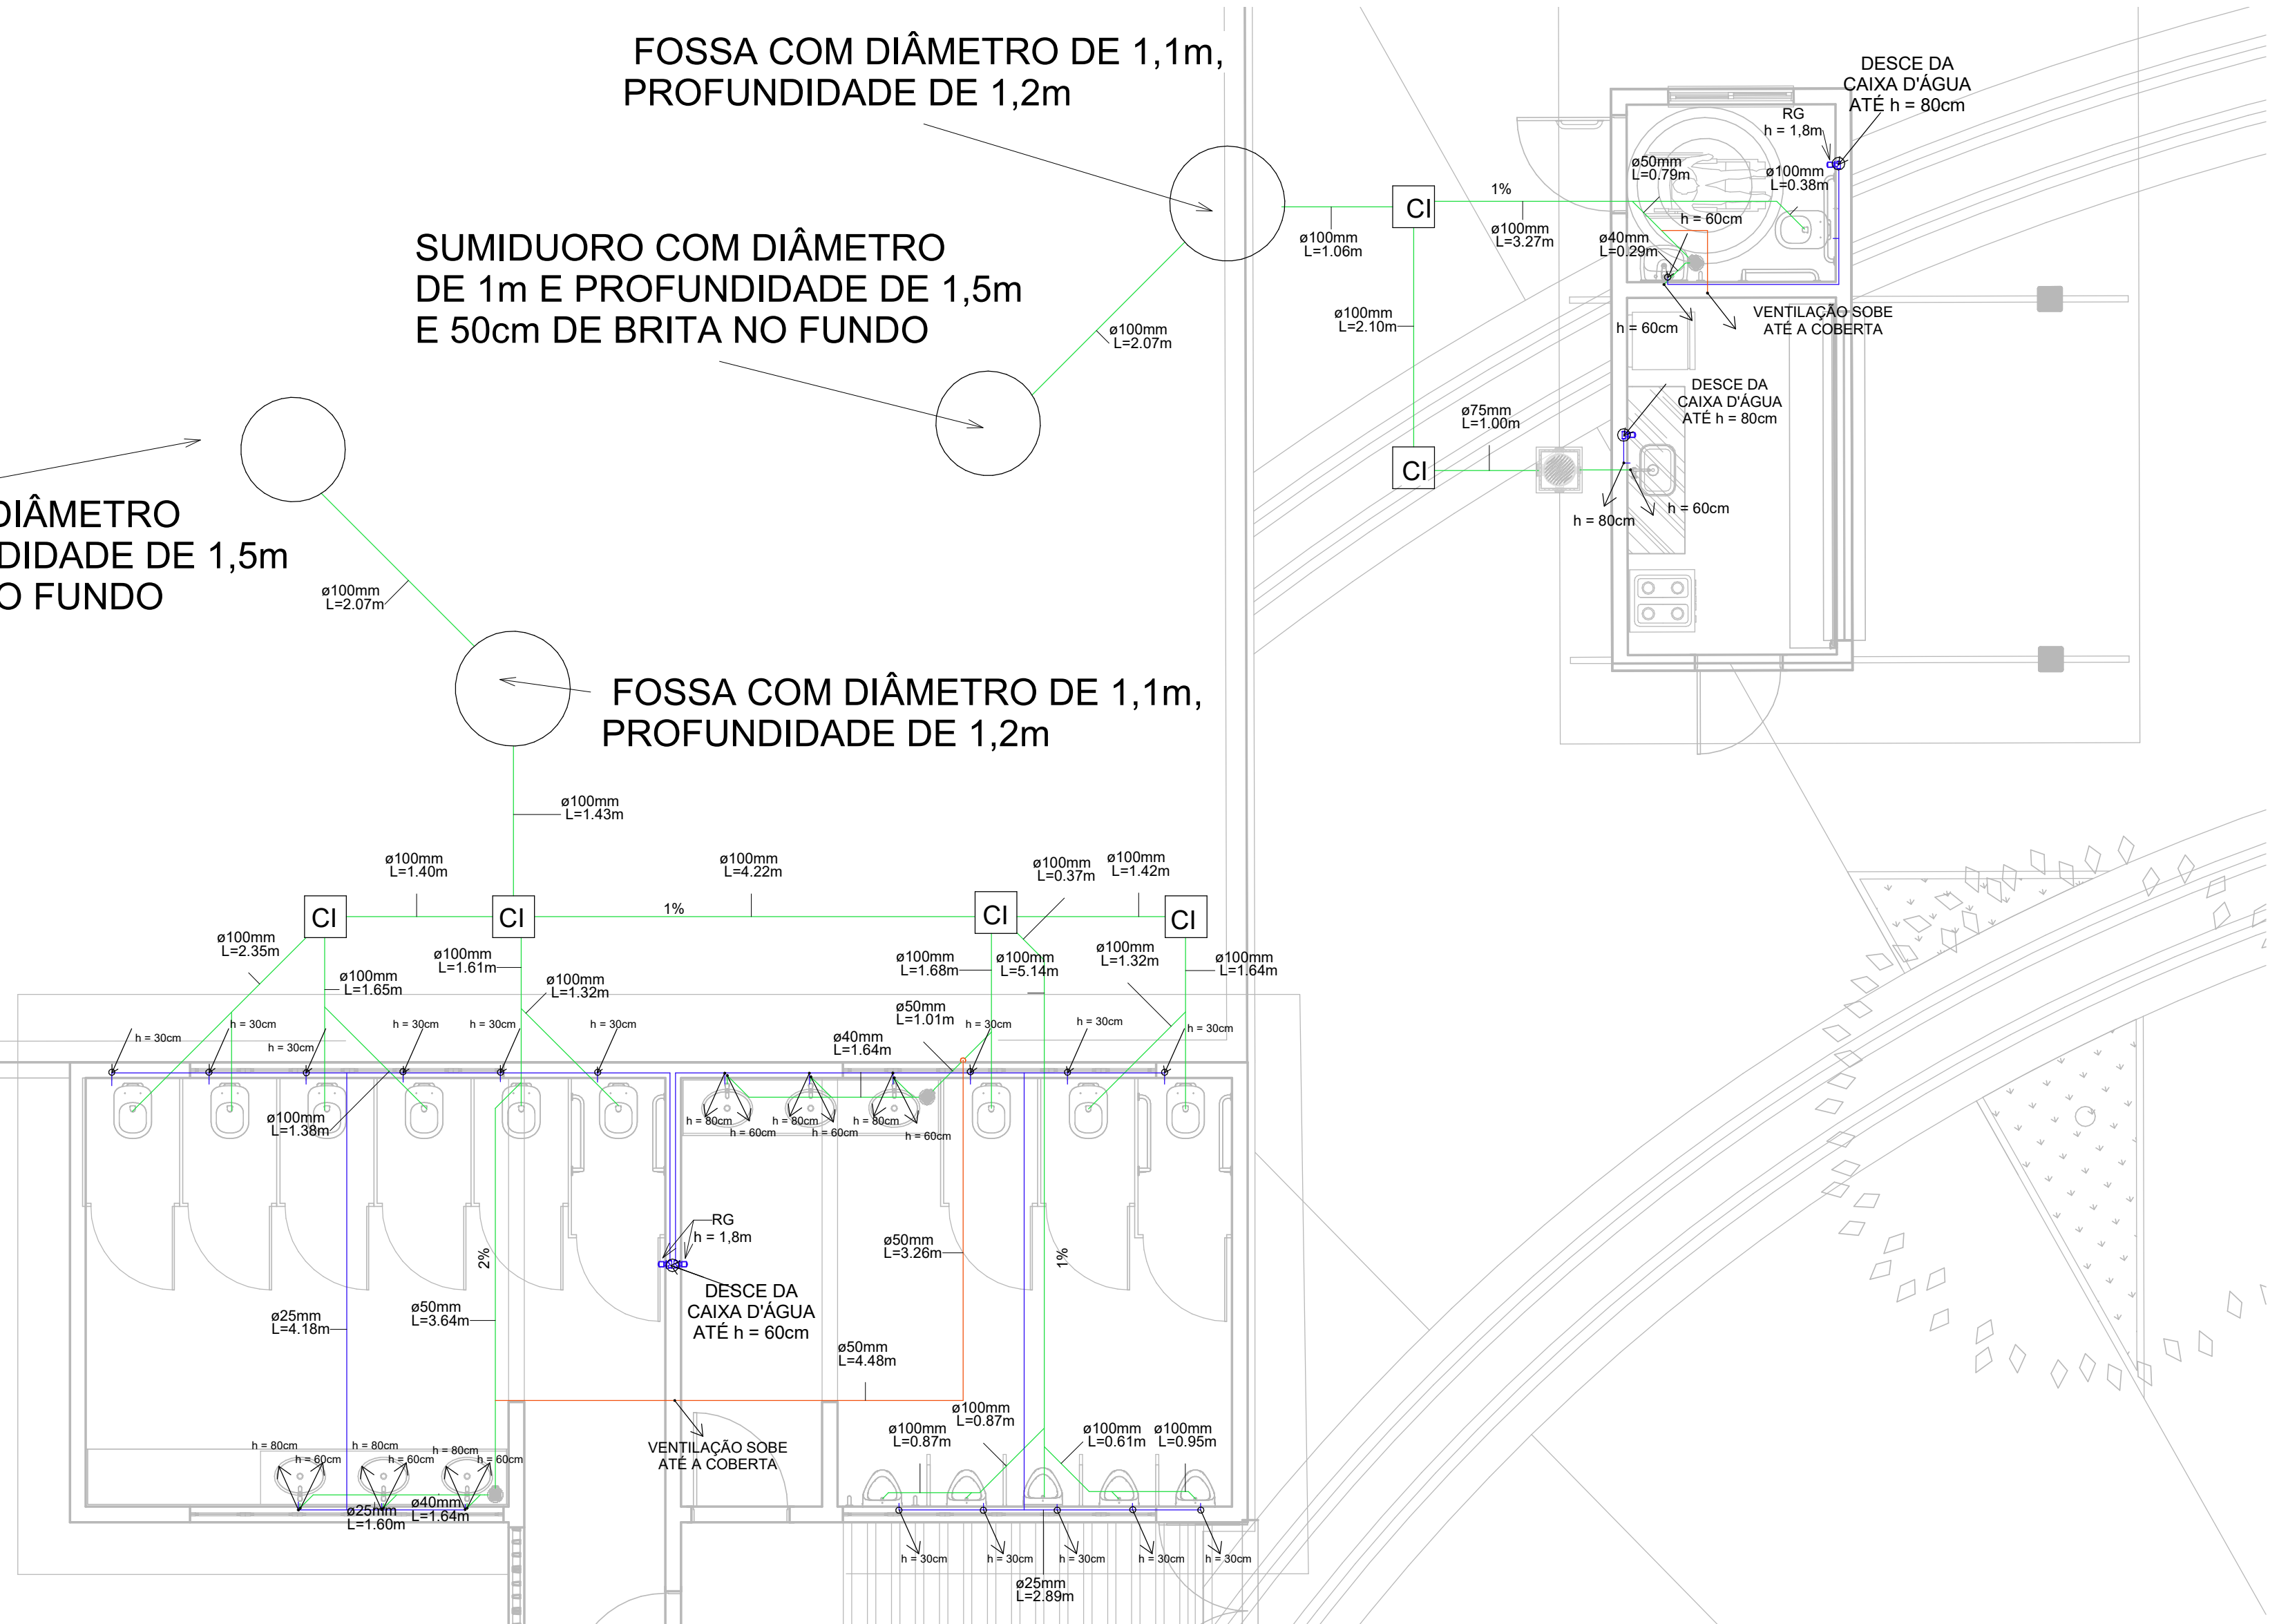 FOSSA COM DIÂMETRO DE 1,1m,
PROFUNDIDADE DE 1,2m
DESCE DA
CAIXA D'ÁGUA
ATÉ h = 80cm
RG
h = 1,8m
ø50mm
L=0.79m
ø100mm
L=0.38m
1%
CI
h = 60cm
ø100mm
L=1.06m
ø100mm
L=3.27m
ø40mm
L=0.29m
SUMIDUORO COM DIÂMETRO
DE 1m E PROFUNDIDADE DE 1,5m
E 50cm DE BRITA NO FUNDO
ø100mm
L=2.07m
ø100mm
L=2.10m
h = 60cm
VENTILAÇÃO SOBE
ATÉ A COBERTA
DESCE DA
CAIXA D'ÁGUA
ATÉ h = 80cm
ø75mm
L=1.00m
CI
h = 80cm
h = 60cm
DIÂMETRO
DIDADE DE 1,5m
O FUNDO
ø100mm
L=2.07m
FOSSA COM DIÂMETRO DE 1,1m,
PROFUNDIDADE DE 1,2m
ø100mm
L=1.43m
ø100mm
L=1.40m
ø100mm
L=4.22m
ø100mm
L=0.37m
ø100mm
L=1.42m
CI
CI
1%
CI
CI
ø100mm
L=2.35m
ø100mm
L=1.65m
ø100mm
L=1.61m
ø100mm
L=1.32m
ø100mm
L=1.68m
ø100mm
L=5.14m
ø100mm
L=1.32m
ø100mm
L=1.64m
ø50mm
L=1.01m
h = 30cm
h = 30cm
h = 30cm
h = 30cm
h = 30cm
h = 30cm
ø40mm
L=1.64m
h = 30cm
h = 30cm
h = 30cm
ø100mm
L=1.38m
h = 80cm
h = 60cm
h = 80cm
h = 60cm
h = 80cm
h = 60cm
RG
h = 1,8m
2%
ø50mm
L=3.26m
1%
DESCE DA
CAIXA D'ÁGUA
ATÉ h = 60cm
ø25mm
L=4.18m
ø50mm
L=3.64m
ø50mm
L=4.48m
ø100mm
L=0.87m
ø100mm
L=0.87m
ø100mm
L=0.61m
ø100mm
L=0.95m
VENTILAÇÃO SOBE
ATÉ A COBERTA
h = 80cm
h = 60cm
h = 80cm
h = 60cm
h = 80cm
h = 60cm
ø25mm
L=1.60m
ø40mm
L=1.64m
h = 30cm
h = 30cm
h = 30cm
h = 30cm
h = 30cm
ø25mm
L=2.89m